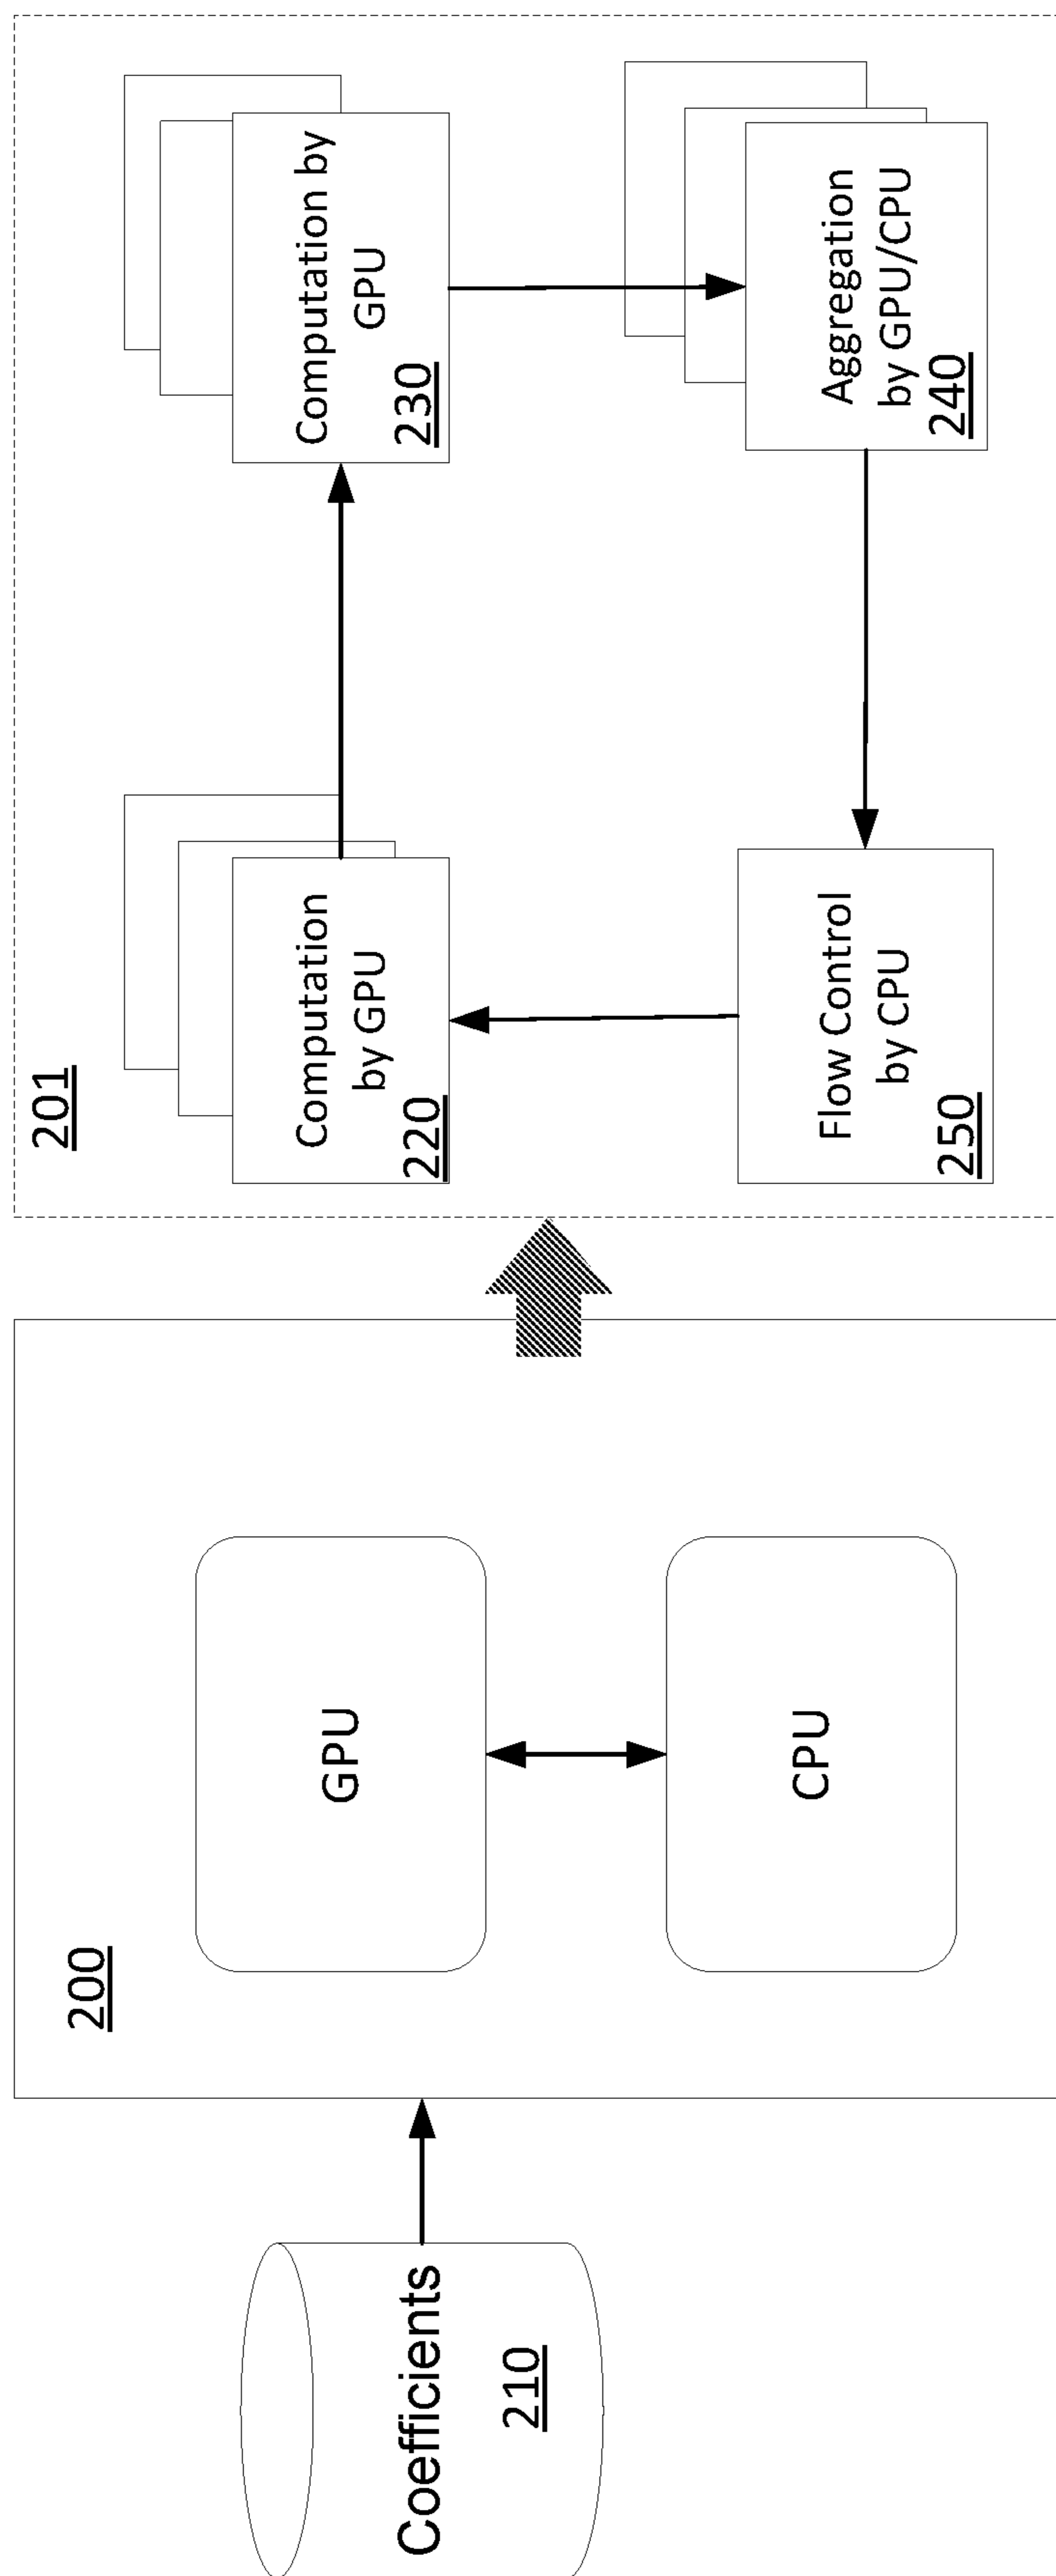 Coefficients
210
200
GPU
CPU
201
Computation
by GPU
220
Computation by
GPU
230
Aggregation
by GPU/CPU
240
Flow Control
by CPU
250